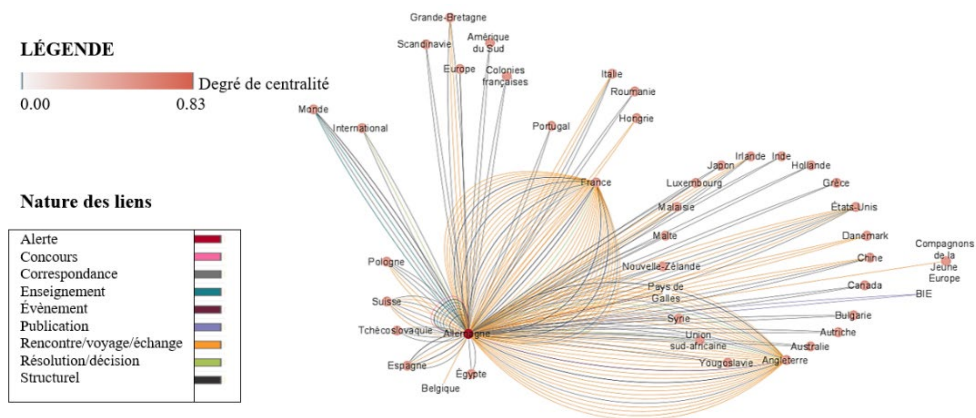 LÉGENDE
Degré de centralité
0.00
0.83
Nature des liens
Alerte
Concours
Correspondance
Enseignement
Évènement
Publication
Rencontre/voyage/échange
Résolution/décision
Structurel
Grande-Bretagne
Scandinavie
Amérique
du Sud
Europe
Colonies
françaises
Italie
Roumanie
Monde
International
Portugal
Hongrie
Japon
Irlande
Inde
Hollande
France
Luxembourg
Grèce
Malaisie
États-Unis
Malte
Danemark
Compagnons
de la
Jeune
Europe
Pologne
Nouvelle-Zélande
Chine
Pays de
Galles
Canada
BIE
Suisse
Syrie
Bulgarie
Tchécoslovaquie
Allemagne
Union
sud-africaine
Autriche
Australie
Espagne
Égypte
Yougoslavie
Angleterre
Belgique